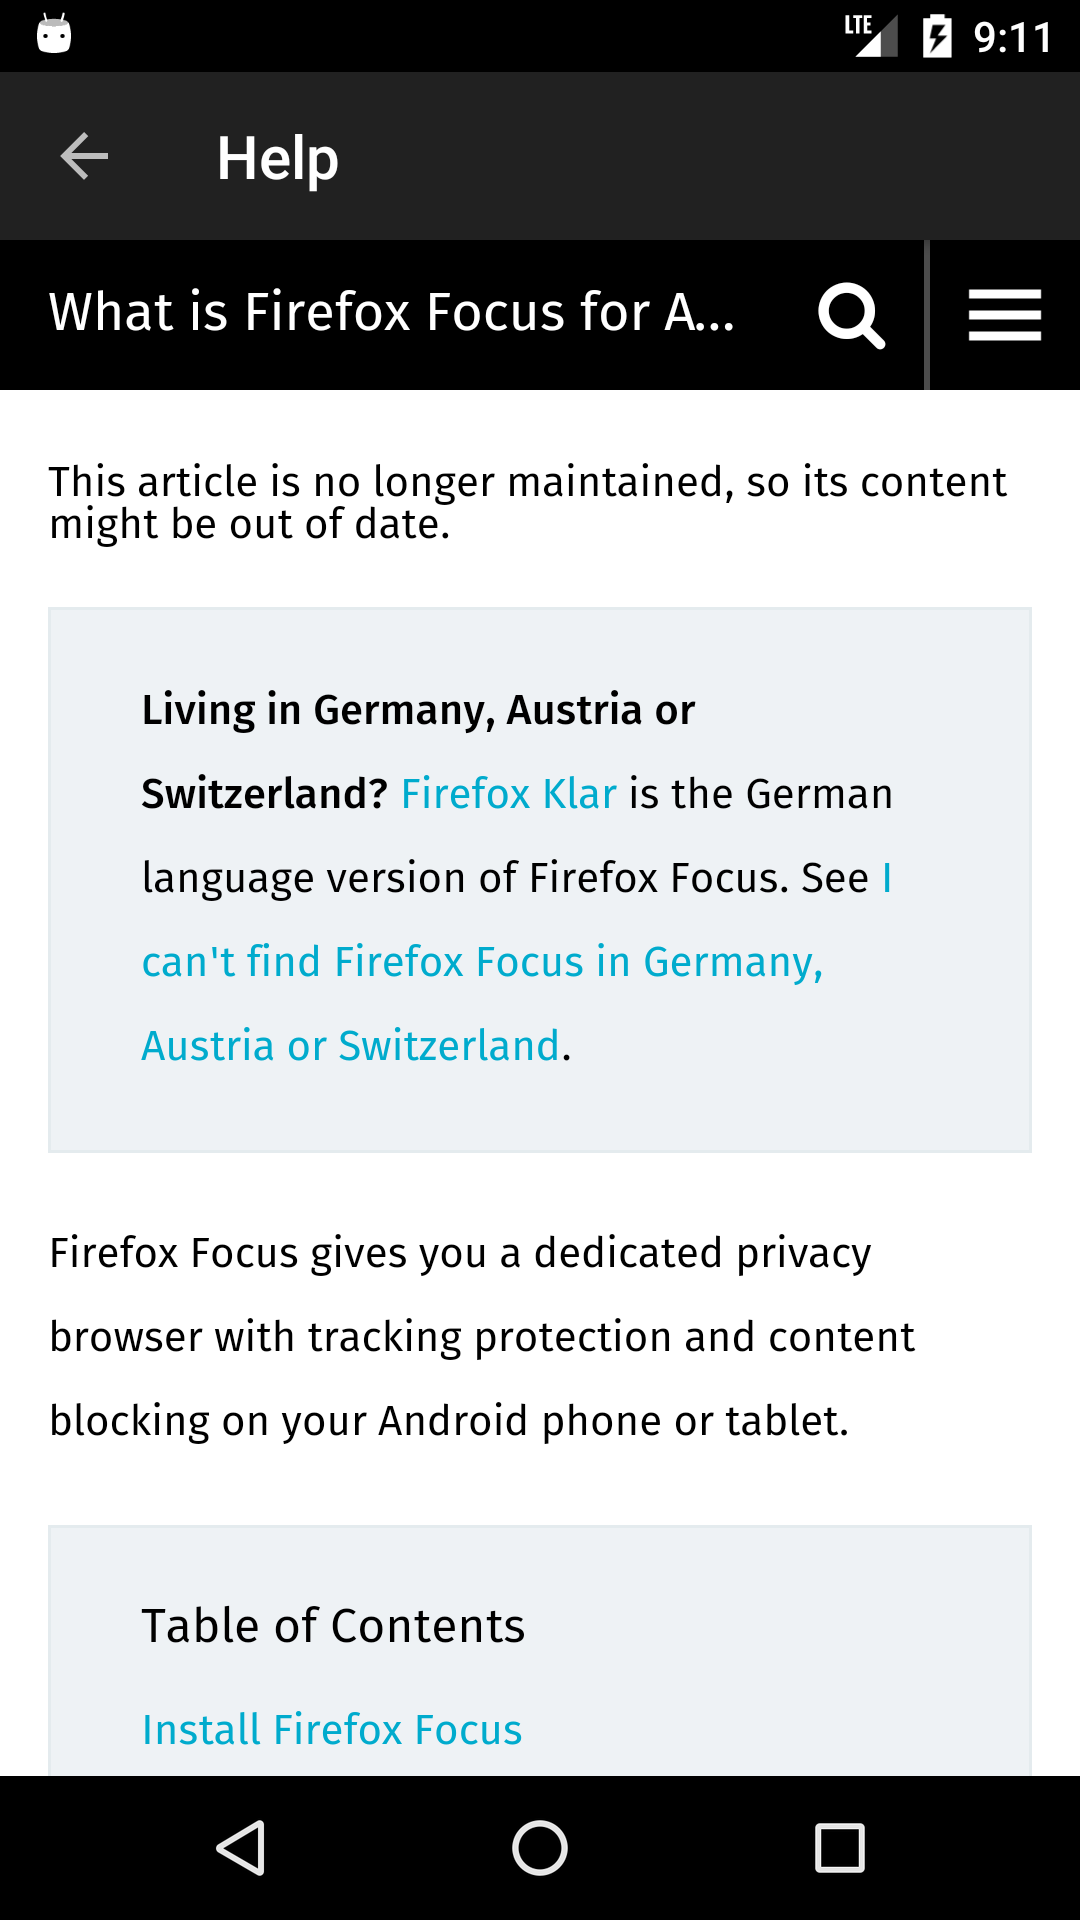 LTE 9:11
Help
What is Firefox Focus for A...
This article is no longer maintained, so its content
might be out of date.
Living in Germany, Austria or
Switzerland? Firefox Klar is the German
language version of Firefox Focus. See I
can't find Firefox Focus in Germany,
Austria or Switzerland.
Firefox Focus gives you a dedicated privacy
browser with tracking protection and content
blocking on your Android phone or tablet.
Table of Contents
Install Firefox Focus